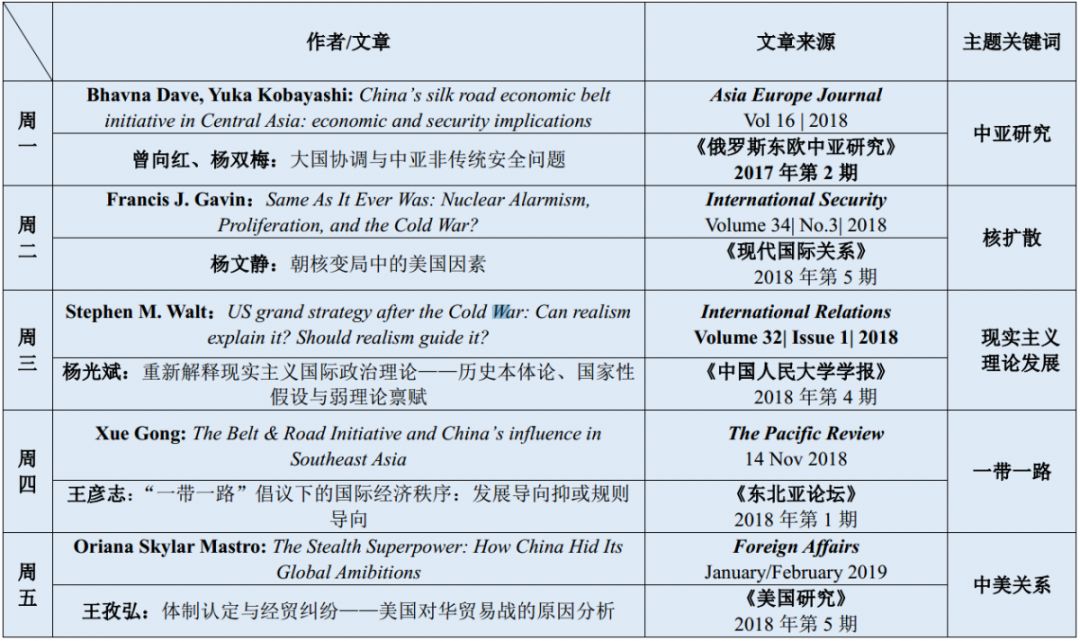 作者/文章
文章来源
主题关键词
周一
Bhavna Dave, Yuka Kobayashi: China's silk road economic belt
initiative in Central Asia: economic and security implications
Asia Europe Journal
Vol 16 | 2018
中亚研究
曾向红、杨双梅：大国协调与中亚非传统安全问题
《俄罗斯东欧中亚研究》
2017 年第 2 期
周二
Francis J. Gavin：Same As It Ever Was: Nuclear Alarmism,
Proliferation, and the Cold War?
International Security
Volume 34| No.3| 2018
核扩散
杨文静：朝核变局中的美国因素
《现代国际关系》
2018 年第 5 期
周三
Stephen M. Walt：US grand strategy after the Cold War: Can realism
explain it? Should realism guide it?
International Relations
Volume 32| Issue 1| 2018
现实主义
理论发展
杨光斌：重新解释现实主义国际政治理论——历史本体论、国家性
假设与弱理论禀赋
《中国人民大学学报》
2018 年第 4 期
周四
Xue Gong: The Belt & Road Initiative and China's influence in
Southeast Asia
The Pacific Review
14 Nov 2018
一带一路
王彦志：“一带一路”倡议下的国际经济秩序：发展导向抑或规则
导向
《东北亚论坛》
2018 年第 1 期
周五
Oriana Skylar Mastro: The Stealth Superpower: How China Hid Its
Global Amibitions
Foreign Affairs
January/February 2019
中美关系
王孜弘：体制认定与经贸纠纷——美国对华贸易战的原因分析
《美国研究》
2018 年第 5 期